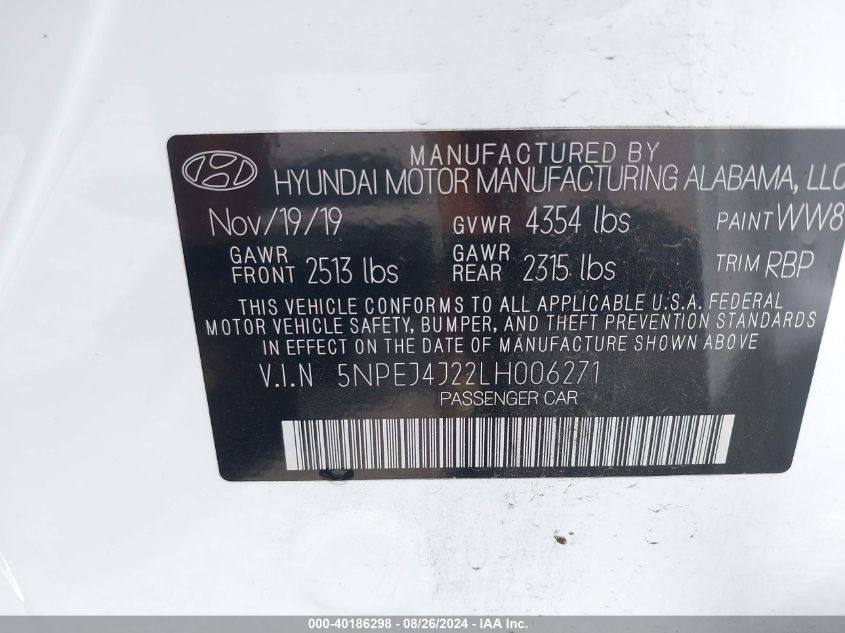 MANUFACTURED BY
HYUNDAI MOTOR MANUFACTURING ALABAMA, LLC
Nov/19/19 GVWR 4354 lbs PAINT WW8
GAWR FRONT 2513 lbs GAWR REAR 2315 lbs TRIM RBP
THIS VEHICLE CONFORMS TO ALL APPLICABLE U.S.A. FEDERAL
MOTOR VEHICLE SAFETY, BUMPER, AND THEFT PREVENTION STANDARDS
IN EFFECT ON THE DATE OF MANUFACTURE SHOWN ABOVE
V.I.N 5NPEJ4J22LH006271
PASSENGER CAR
000-40186298 - 08/26/2024 - IAA Inc.